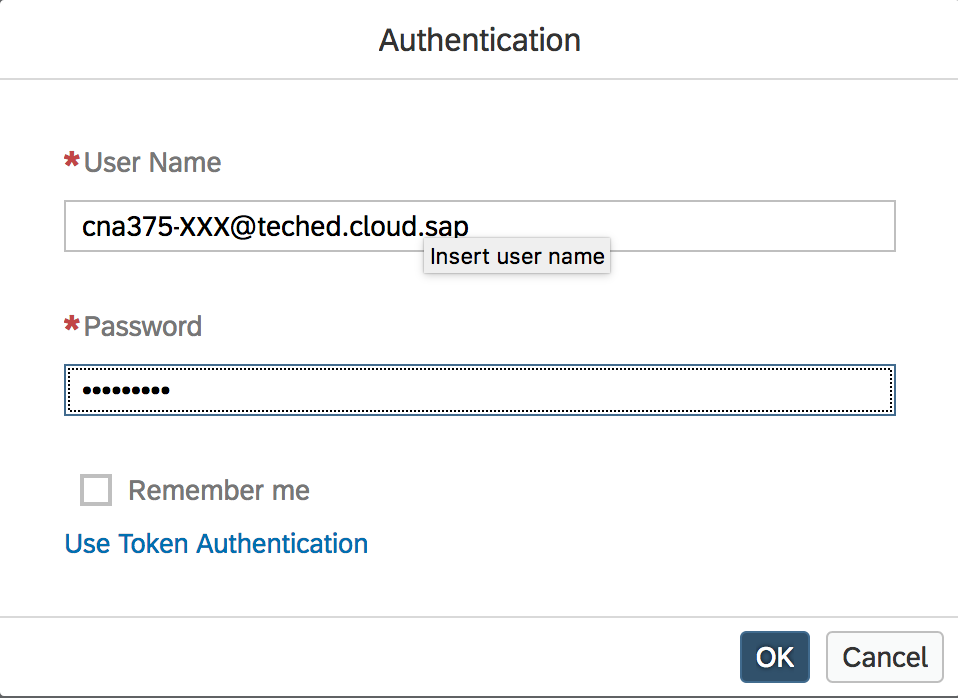 Authentication
*User Name
cna375-XXX@teched.cloud.sap
Insert user name
*Password
•••••••••
Remember me
Use Token Authentication
OK Cancel